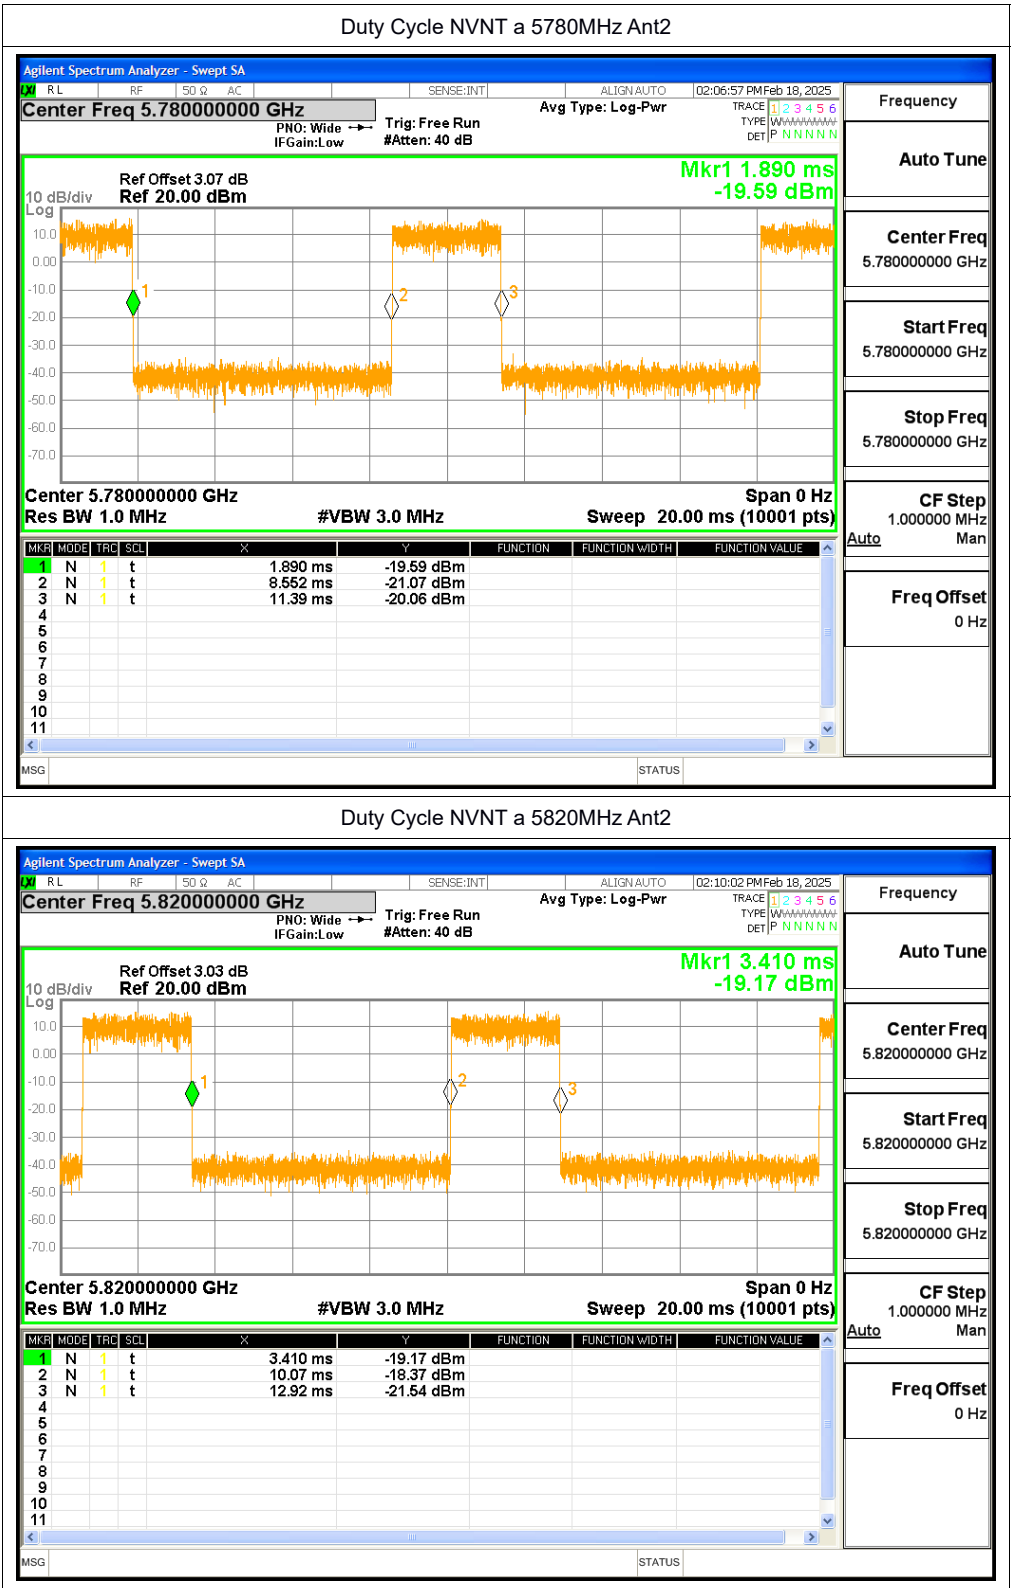 Duty Cycle NVNT a 5780MHz Ant2
Agilent Spectrum Analyzer - Swept SA
LXI RL RF 50 Ω AC SENSE:INT ALIGN AUTO 02:06:57 PM Feb 18, 2025
Center Freq 5.780000000 GHz
Avg Type: Log-Pwr
TRACE 1 2 3 4 5 6
TYPE WWWWWW
DET P N N N N N
PNO: Wide
IFGain:Low
Trig: Free Run
#Atten: 40 dB
Mkr1 1.890 ms
-19.59 dBm
Ref Offset 3.07 dB
10 dB/div Ref 20.00 dBm
Log
10.0
0.00
-10.0
-20.0
-30.0
-40.0
-50.0
-60.0
-70.0
1
2
3
Center 5.780000000 GHz Span 0 Hz
Res BW 1.0 MHz #VBW 3.0 MHz Sweep 20.00 ms (10001 pts)
MKR MODE TRC SCL X Y FUNCTION FUNCTION WIDTH FUNCTION VALUE
1 N 1 t 1.890 ms -19.59 dBm
2 N 1 t 8.552 ms -21.07 dBm
3 N 1 t 11.39 ms -20.06 dBm
4
5
6
7
8
9
10
11
MSG STATUS
Frequency
Auto Tune
Center Freq
5.780000000 GHz
Start Freq
5.780000000 GHz
Stop Freq
5.780000000 GHz
CF Step
1.000000 MHz
Auto Man
Freq Offset
0 Hz
Duty Cycle NVNT a 5820MHz Ant2
Agilent Spectrum Analyzer - Swept SA
LXI RL RF 50 Ω AC SENSE:INT ALIGN AUTO 02:10:02 PM Feb 18, 2025
Center Freq 5.820000000 GHz
Avg Type: Log-Pwr
TRACE 1 2 3 4 5 6
TYPE WWWWWW
DET P N N N N N
PNO: Wide
IFGain:Low
Trig: Free Run
#Atten: 40 dB
Mkr1 3.410 ms
-19.17 dBm
Ref Offset 3.03 dB
10 dB/div Ref 20.00 dBm
Log
10.0
0.00
-10.0
-20.0
-30.0
-40.0
-50.0
-60.0
-70.0
1
2
3
Center 5.820000000 GHz Span 0 Hz
Res BW 1.0 MHz #VBW 3.0 MHz Sweep 20.00 ms (10001 pts)
MKR MODE TRC SCL X Y FUNCTION FUNCTION WIDTH FUNCTION VALUE
1 N 1 t 3.410 ms -19.17 dBm
2 N 1 t 10.07 ms -18.37 dBm
3 N 1 t 12.92 ms -21.54 dBm
4
5
6
7
8
9
10
11
MSG STATUS
Frequency
Auto Tune
Center Freq
5.820000000 GHz
Start Freq
5.820000000 GHz
Stop Freq
5.820000000 GHz
CF Step
1.000000 MHz
Auto Man
Freq Offset
0 Hz